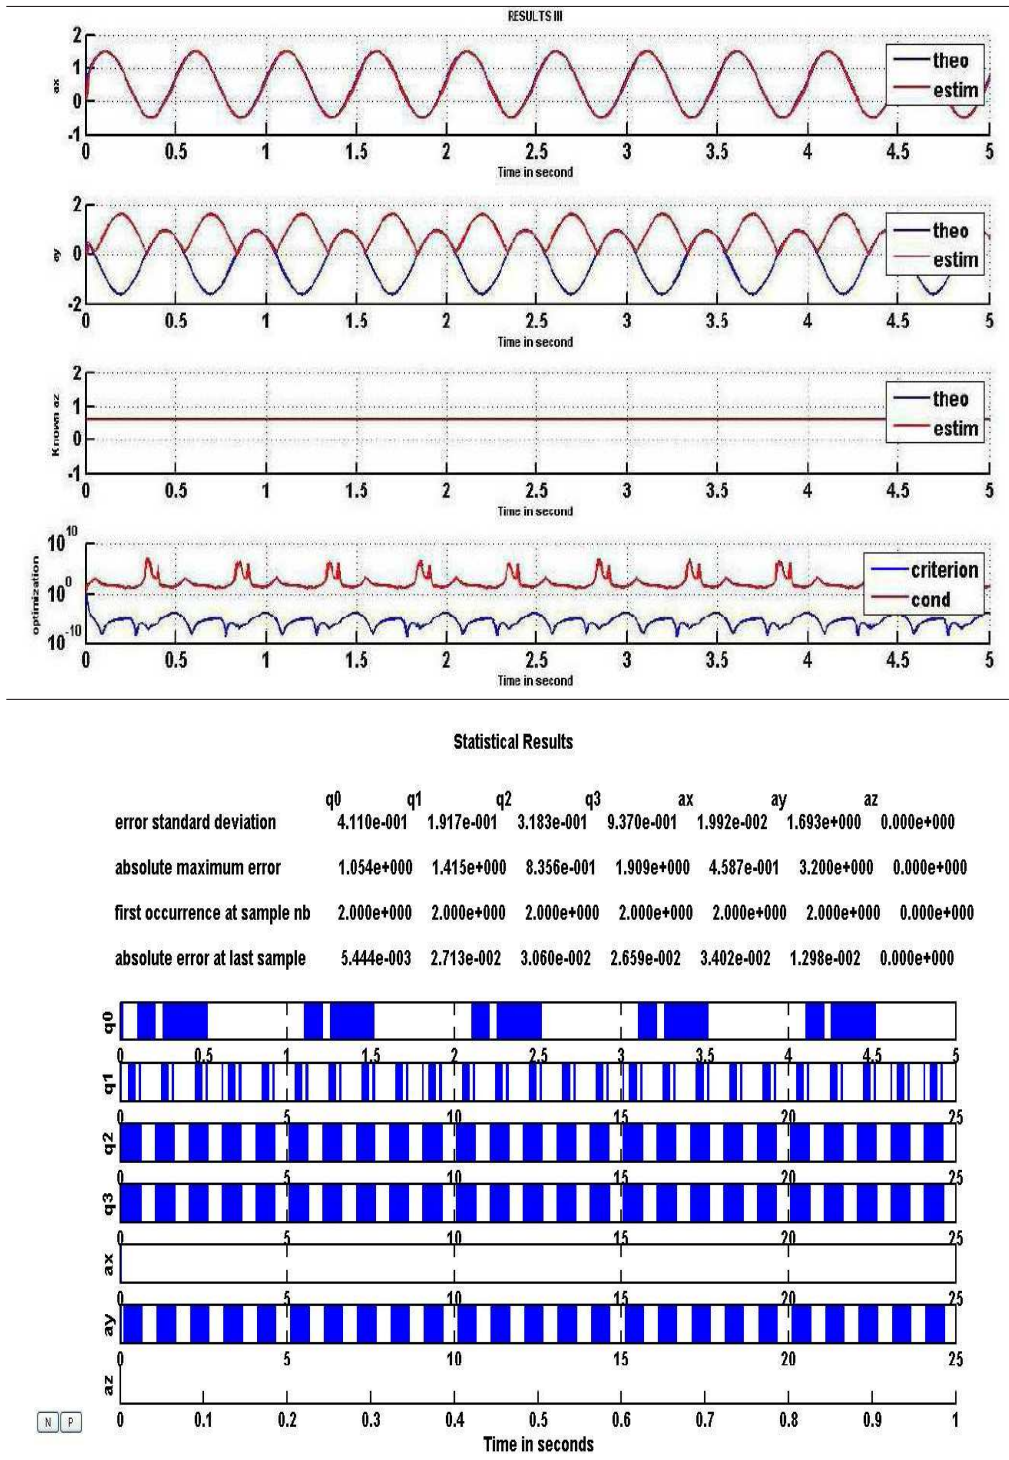 RESULTS III
2
1
0
-1
ax
theo
estim
0 0.5 1 1.5 2 2.5 3 3.5 4 4.5 5
Time in second
2
0
-2
ay
theo
estim
0 0.5 1 1.5 2 2.5 3 3.5 4 4.5 5
Time in second
2
1
0
-1
Known az
theo
estim
0 0.5 1 1.5 2 2.5 3 3.5 4 4.5 5
Time in second
10^10
10^0
10^-10
optimization
criterion
cond
0 0.5 1 1.5 2 2.5 3 3.5 4 4.5 5
Time in second
Statistical Results
q0 q1 q2 q3 ax ay az
error standard deviation 4.110e-001 1.917e-001 3.183e-001 9.370e-001 1.992e-002 1.693e+000 0.000e+000
absolute maximum error 1.054e+000 1.415e+000 8.356e-001 1.909e+000 4.587e-001 3.200e+000 0.000e+000
first occurrence at sample nb 2.000e+000 2.000e+000 2.000e+000 2.000e+000 2.000e+000 2.000e+000 0.000e+000
absolute error at last sample 5.444e-003 2.713e-002 3.060e-002 2.659e-002 3.402e-002 1.298e-002 0.000e+000
q0
0 0.5 1 1.5 2 2.5 3 3.5 4 4.5 5
q1
0 5 10 15 20 25
q2
0 5 10 15 20 25
q3
0 5 10 15 20 25
ax
0 5 10 15 20 25
ay
0 5 10 15 20 25
az
N P
0 0.1 0.2 0.3 0.4 0.5 0.6 0.7 0.8 0.9 1
Time in seconds